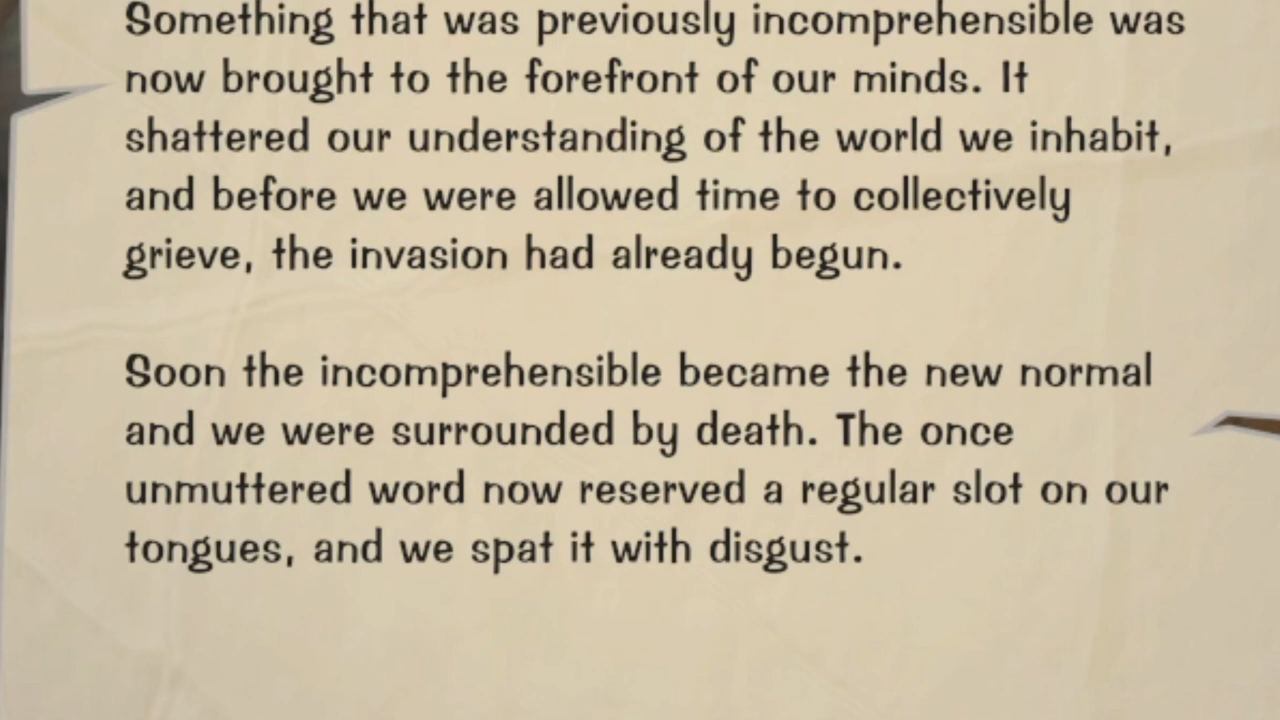 Something that was previously incomprehensible was
now brought to the forefront of our minds. It
shattered our understanding of the world we inhabit,
and before we were allowed time to collectively
grieve, the invasion had already begun.
Soon the incomprehensible became the new normal
and we were surrounded by death. The once
unmuttered word now reserved a regular slot on our
tongues, and we spat it with disgust.